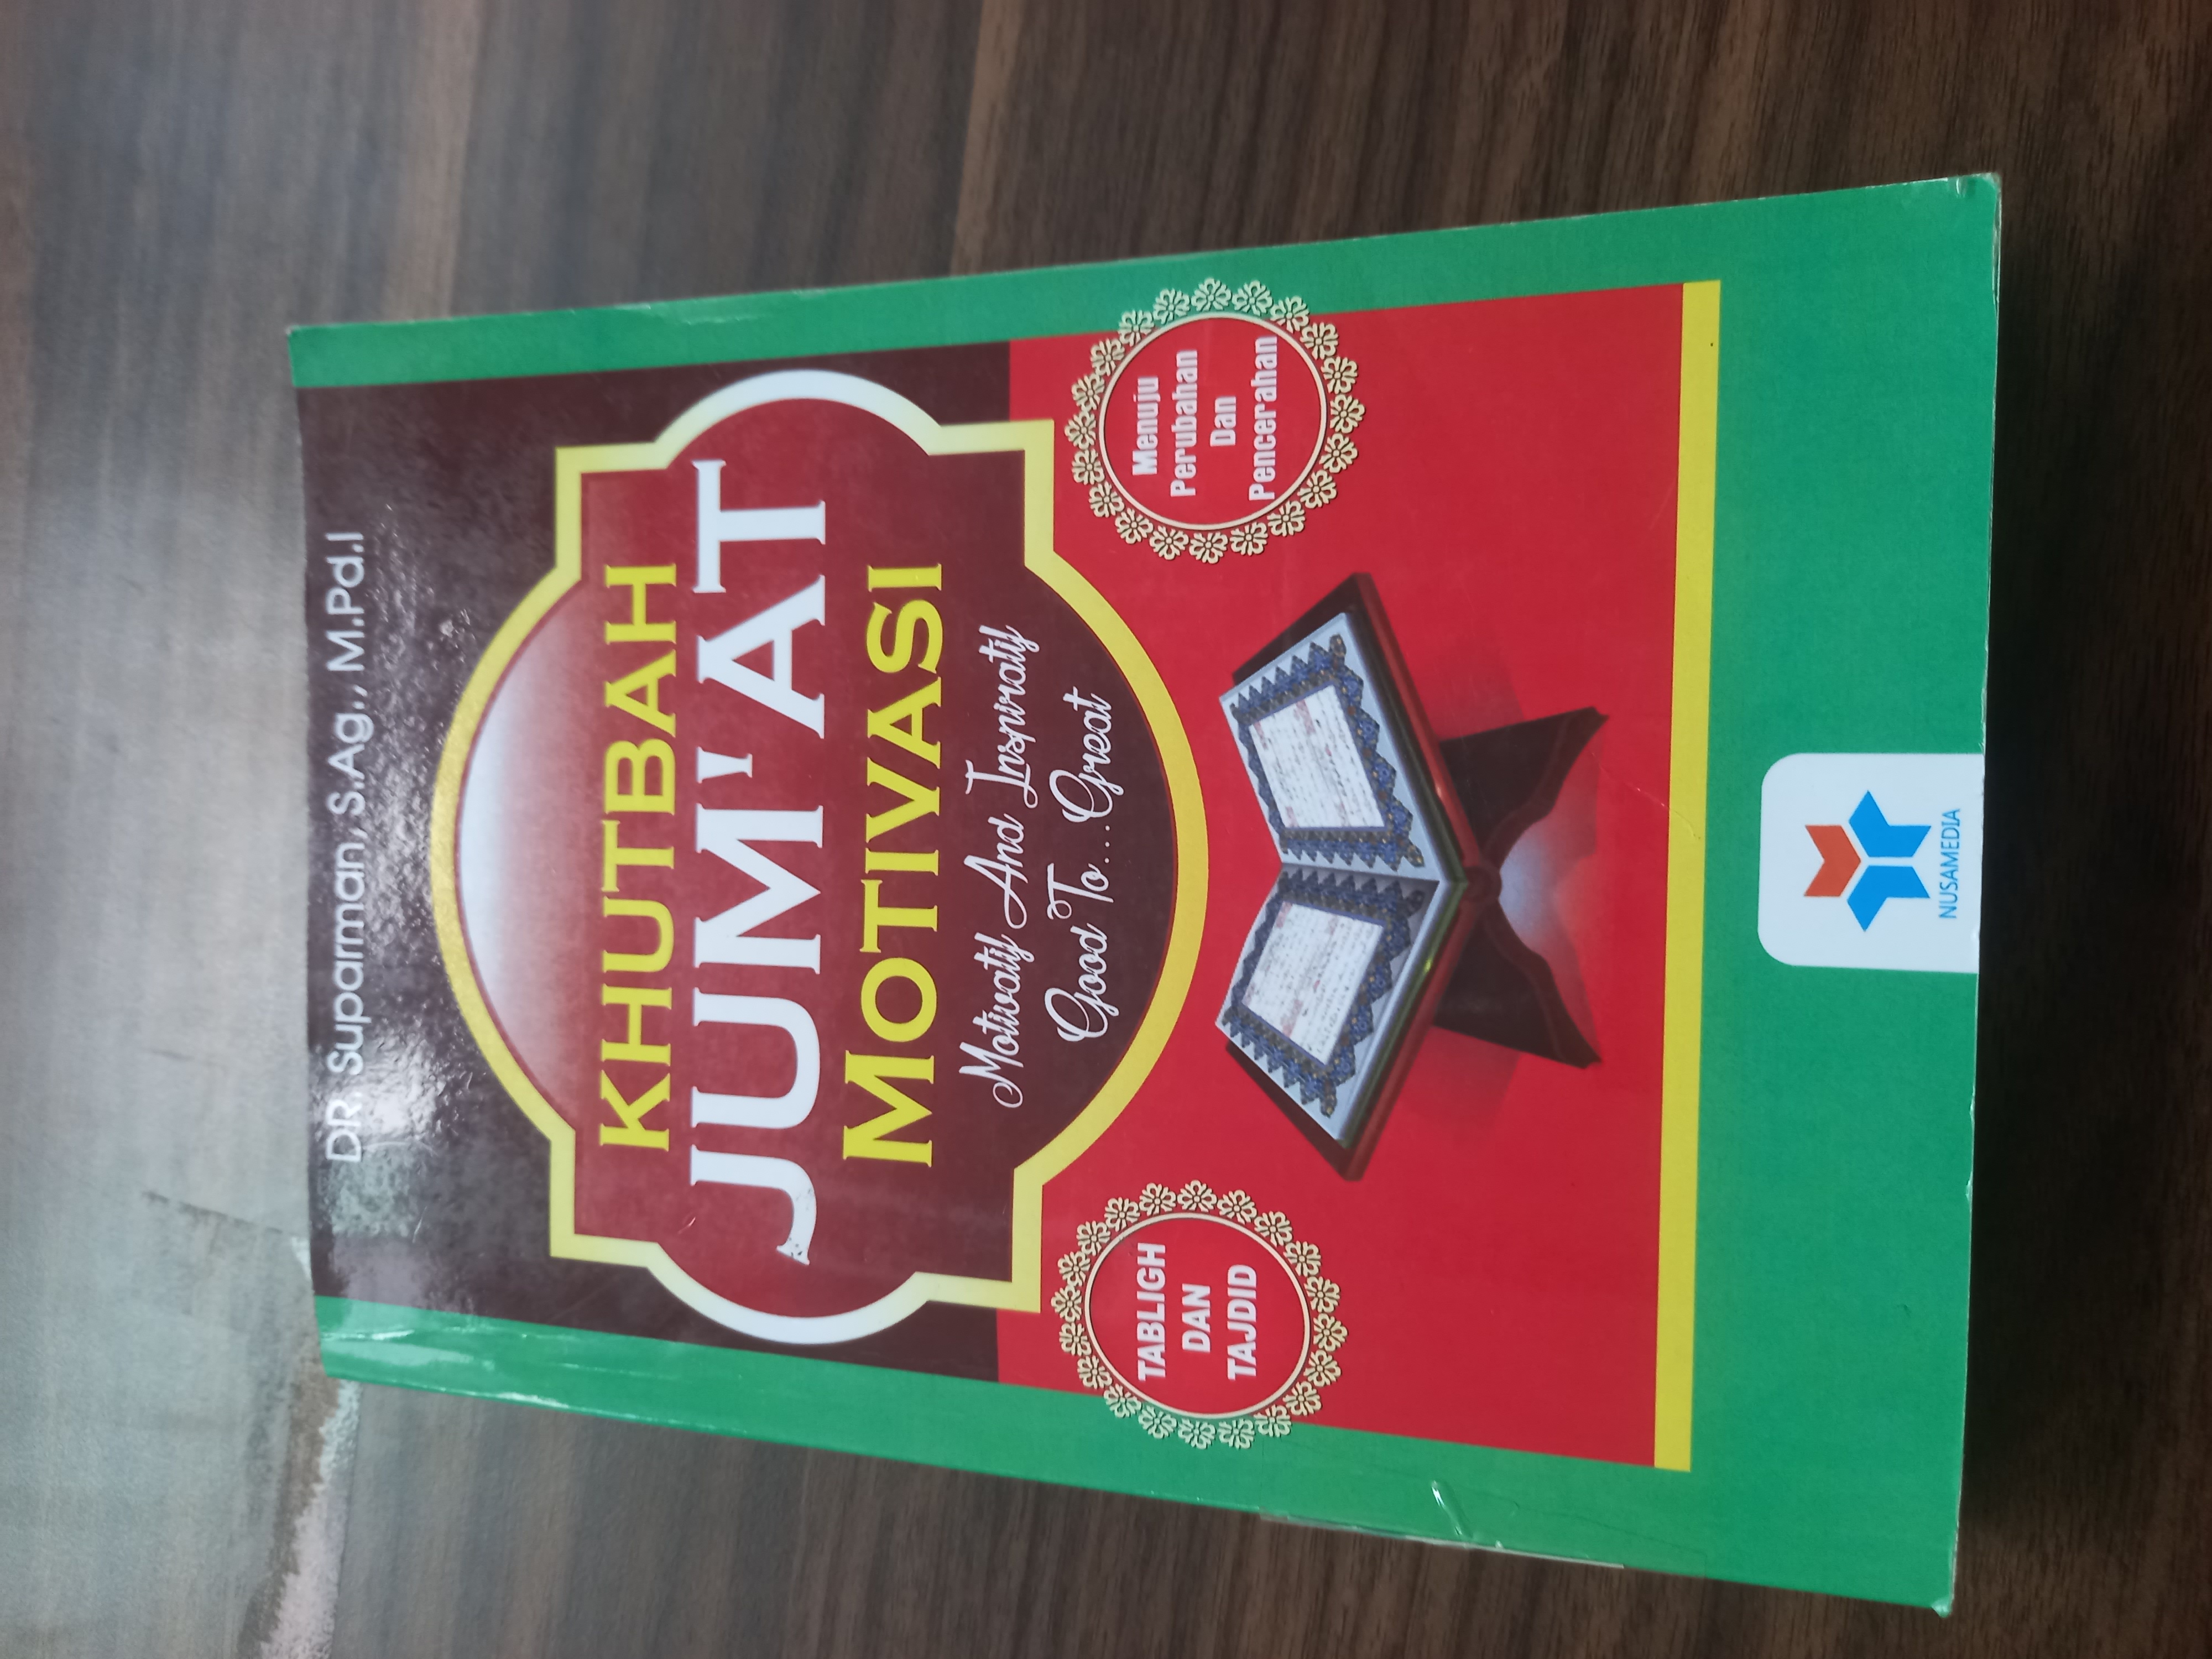 DR. Suparman, S.Ag., M.Pd.I
KHUTBAH
JUM'AT
MOTIVASI
Motivatif And Inspiratif
Good To...Great
TABLIGH
DAN
TAJDID
Menuju
Perubahan
Dan
Pencerahan
NUSAMEDIA